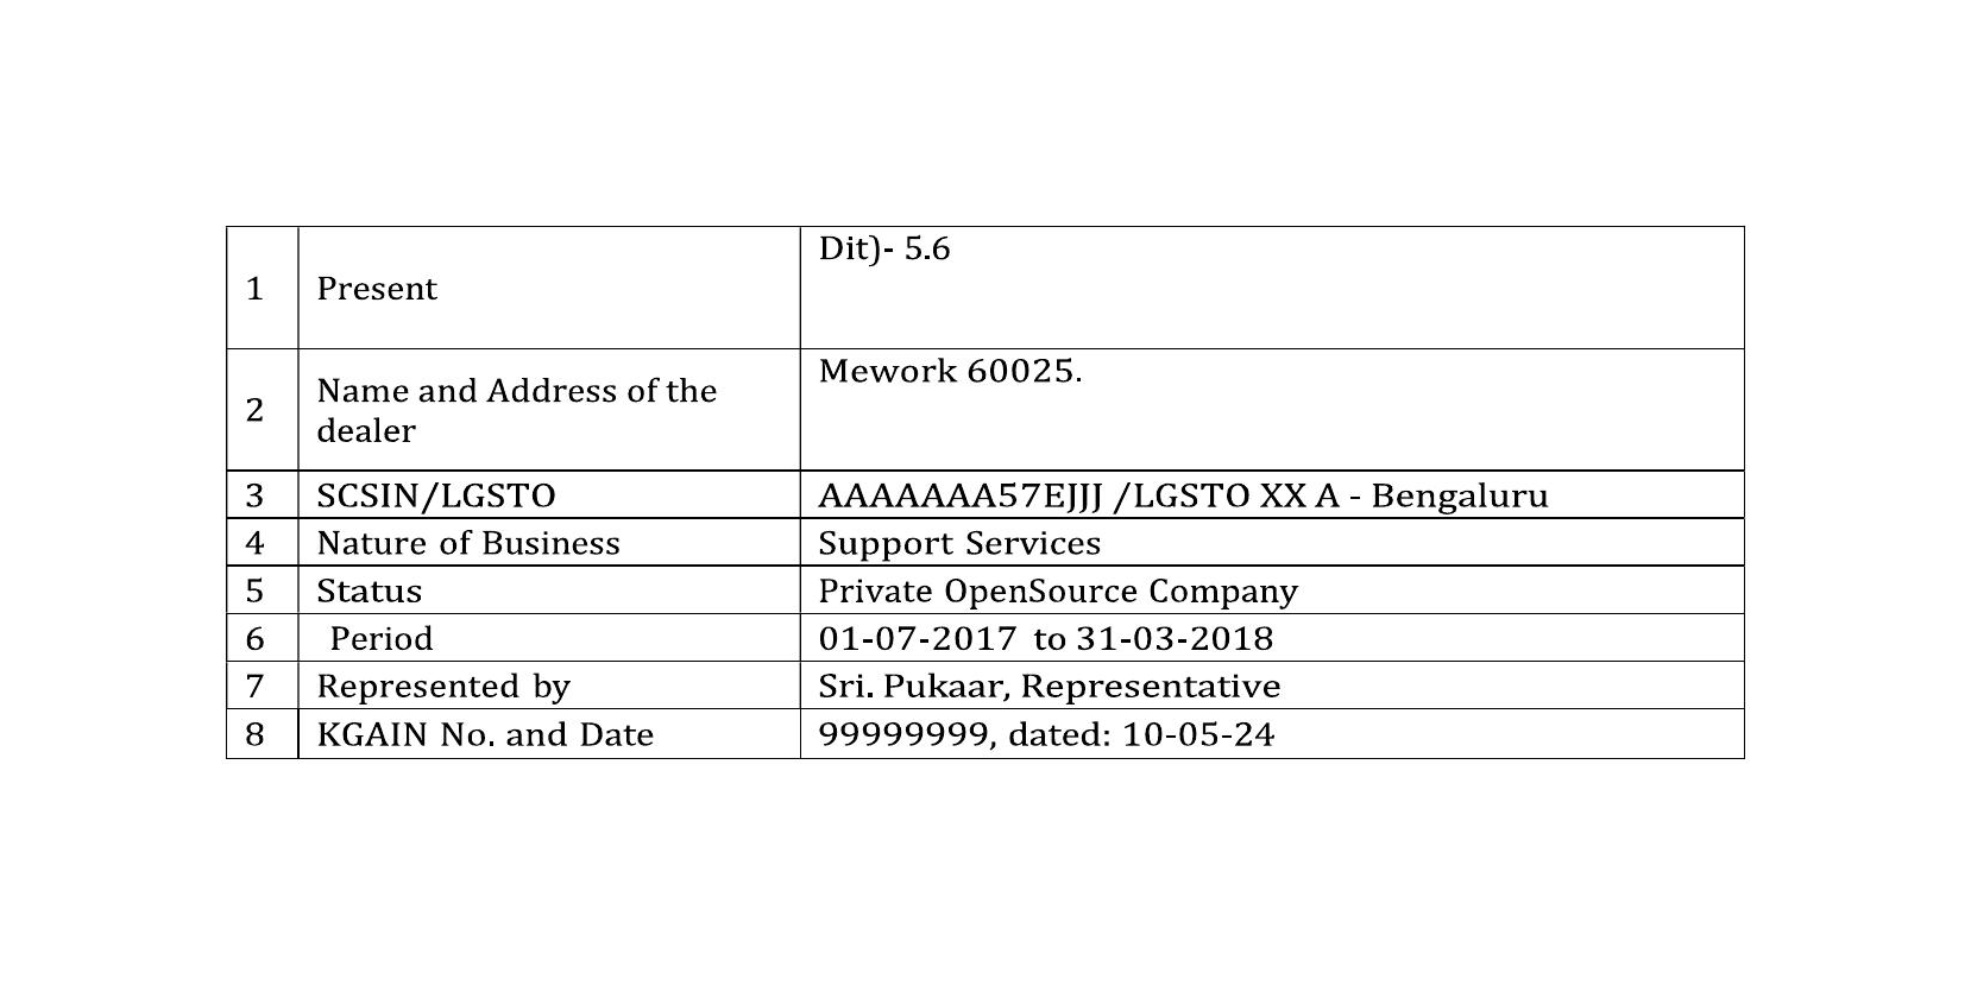 1 Present Dit)- 5.6
2 Name and Address of the dealer Mework 60025.
3 SCSIN/LGSTO AAAAAAA57EJJJ /LGSTO XX A - Bengaluru
4 Nature of Business Support Services
5 Status Private OpenSource Company
6 Period 01-07-2017 to 31-03-2018
7 Represented by Sri. Pukaar, Representative
8 KGAIN No. and Date 99999999, dated: 10-05-24